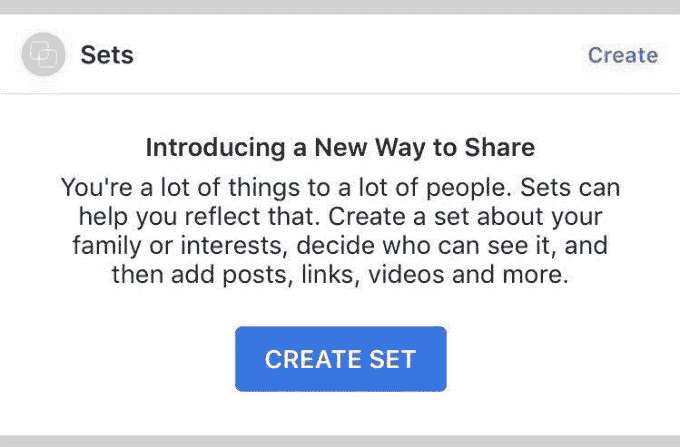 Sets
Create
Introducing a New Way to Share
You're a lot of things to a lot of people. Sets can
help you reflect that. Create a set about your
family or interests, decide who can see it, and
then add posts, links, videos and more.
CREATE SET